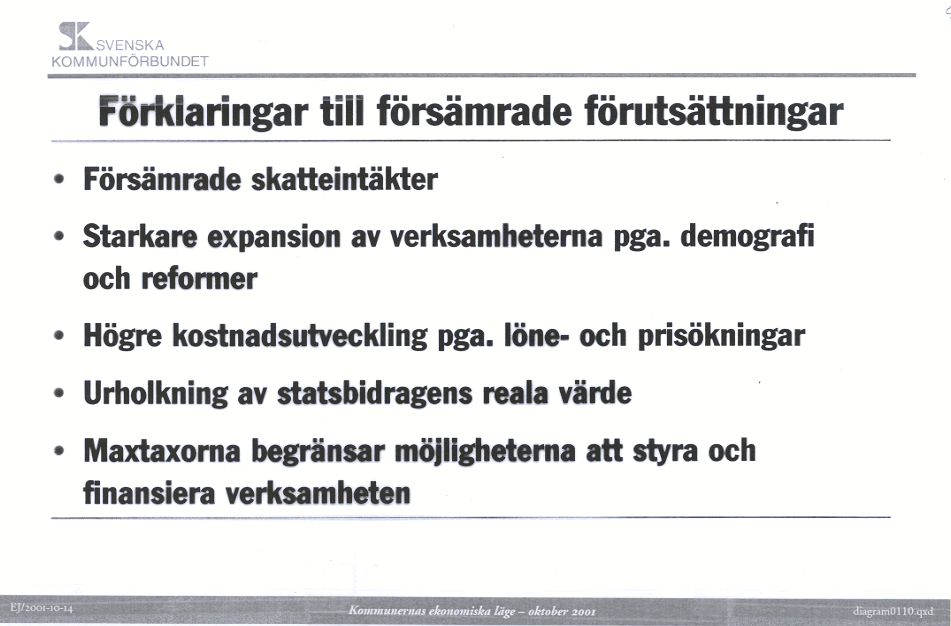 SK SVENSKA
KOMMUNFÖRBUNDET
Förklaringar till försämrade förutsättningar
• Försämrade skatteintäkter
• Starkare expansion av verksamheterna pga. demografi
och reformer
• Högre kostnadsutveckling pga. löne- och prisökningar
• Urholkning av statsbidragens reala värde
• Maxtaxorna begränsar möjligheterna att styra och
finansiera verksamheten
EJ/2001-10-14 Kommunernas ekonomiska läge – oktober 2001 diagram0110.qxd